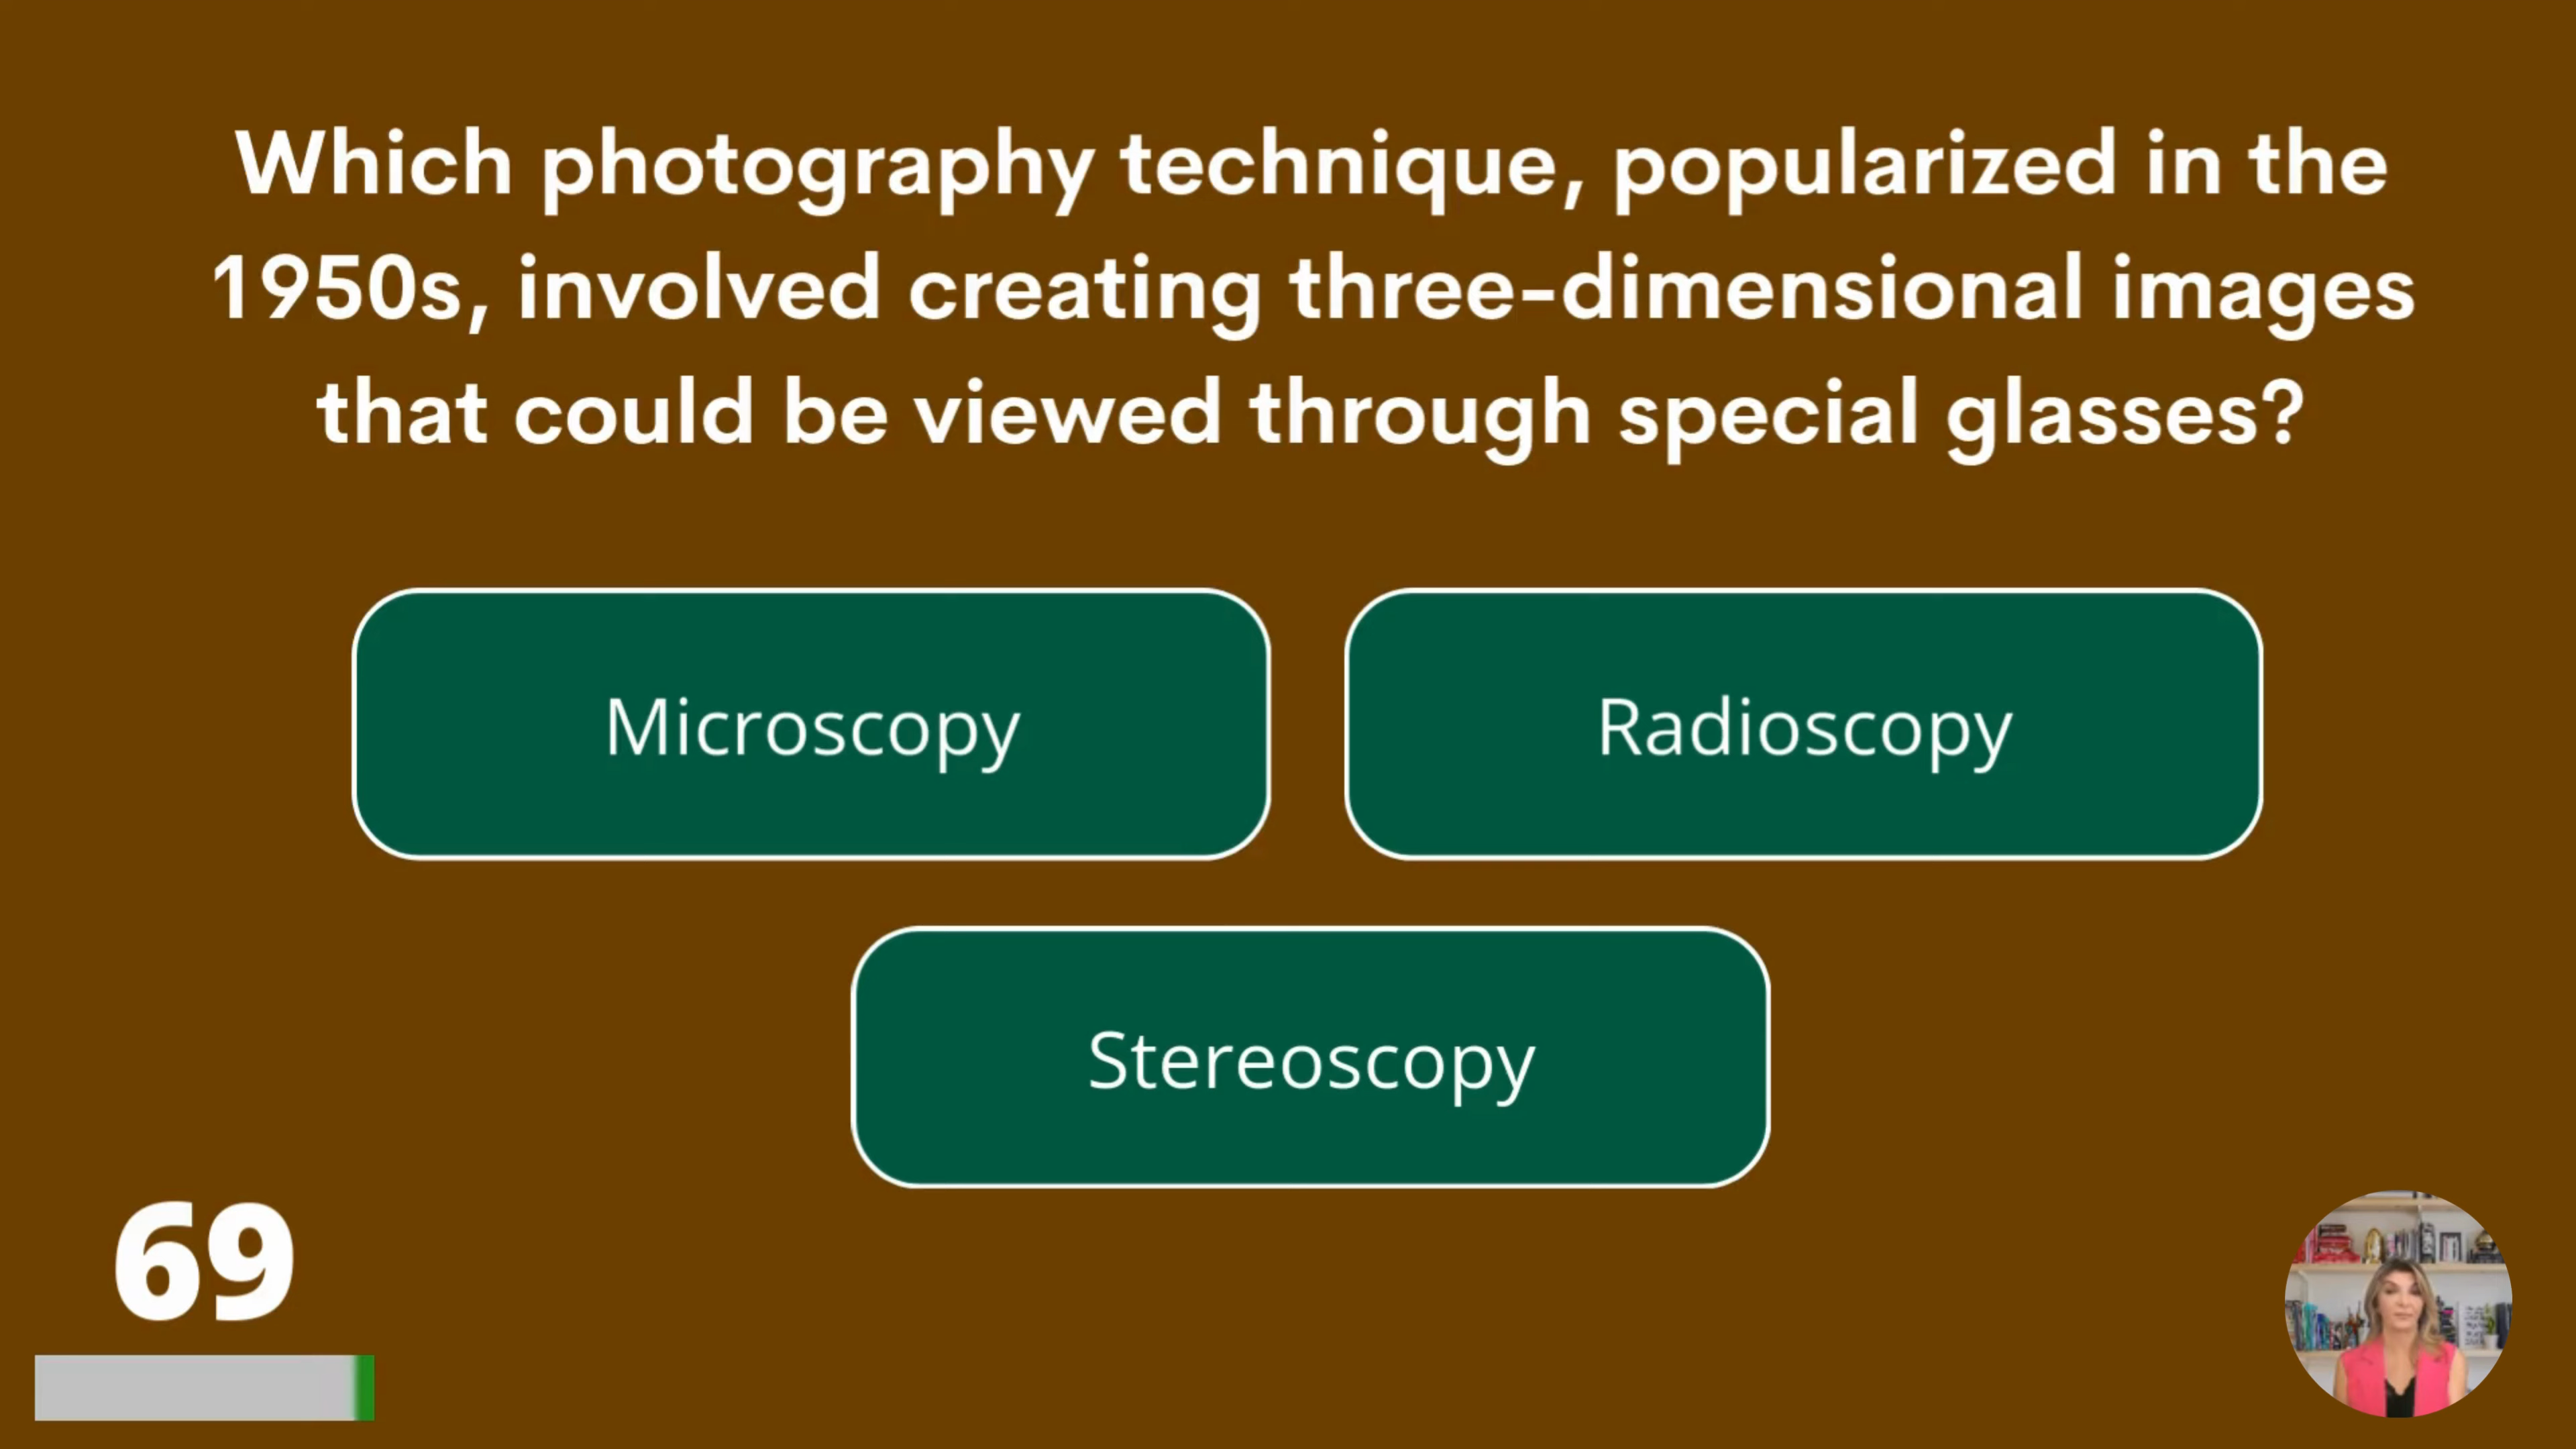 Which photography technique, popularized in the
1950s, involved creating three-dimensional images
that could be viewed through special glasses?
Microscopy
Radioscopy
Stereoscopy
69